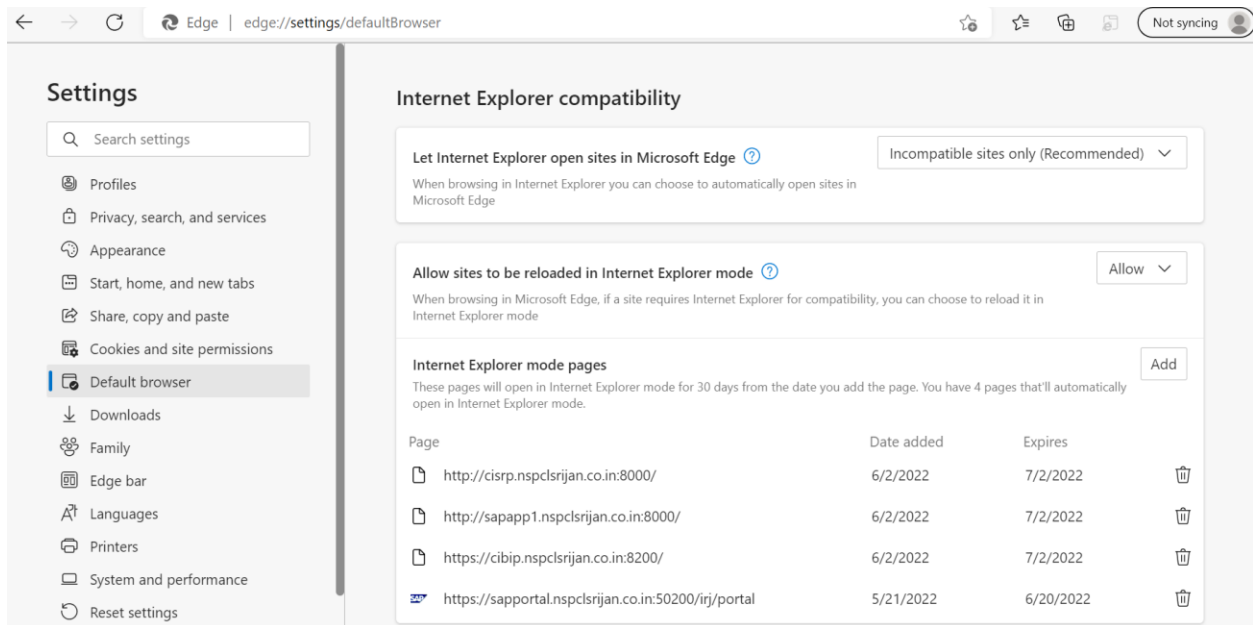 Edge | edge://settings/defaultBrowser
Not syncing
Settings
Search settings
Profiles
Privacy, search, and services
Appearance
Start, home, and new tabs
Share, copy and paste
Cookies and site permissions
Default browser
Downloads
Family
Edge bar
Languages
Printers
System and performance
Reset settings
Internet Explorer compatibility
Let Internet Explorer open sites in Microsoft Edge
Incompatible sites only (Recommended)
When browsing in Internet Explorer you can choose to automatically open sites in
Microsoft Edge
Allow sites to be reloaded in Internet Explorer mode
Allow
When browsing in Microsoft Edge, if a site requires Internet Explorer for compatibility, you can choose to reload it in
Internet Explorer mode
Internet Explorer mode pages
Add
These pages will open in Internet Explorer mode for 30 days from the date you add the page. You have 4 pages that'll automatically
open in Internet Explorer mode.
Page Date added Expires
http://cisrp.nspclsrijan.co.in:8000/ 6/2/2022 7/2/2022
http://sapapp1.nspclsrijan.co.in:8000/ 6/2/2022 7/2/2022
https://cibip.nspclsrijan.co.in:8200/ 6/2/2022 7/2/2022
SAP https://sapportal.nspclsrijan.co.in:50200/irj/portal 5/21/2022 6/20/2022